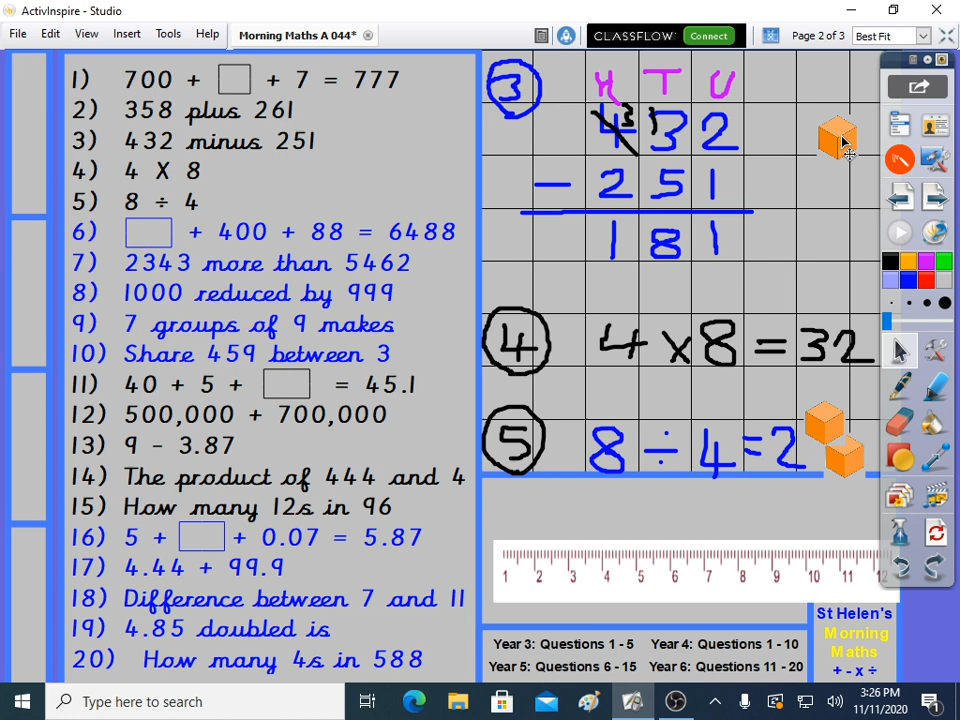 ActivInspire - Studio
File Edit View Insert Tools Help Morning Maths A 044* CLASSFLOW Connect Page 2 of 3 Best Fit
1) 700 + □ + 7 = 777
2) 358 plus 261
3) 432 minus 251
4) 4 X 8
5) 8 ÷ 4
6) □ + 400 + 88 = 6488
7) 2343 more than 5462
8) 1000 reduced by 999
9) 7 groups of 9 makes
10) Share 459 between 3
11) 40 + 5 + □ = 45.1
12) 500,000 + 700,000
13) 9 - 3.87
14) The product of 444 and 4
15) How many 12s in 96
16) 5 + □ + 0.07 = 5.87
17) 4.44 + 99.9
18) Difference between 7 and 11
19) 4.85 doubled is
20) How many 4s in 588
3 H T U
4 3 1 3 2
- 2 5 1
1 8 1
4 4 x 8 = 32
5 8 ÷ 4 = 2
1 2 3 4 5 6 7 8 9 10 11 12
Year 3: Questions 1 - 5 Year 4: Questions 1 - 10
Year 5: Questions 6 - 15 Year 6: Questions 11 - 20
St Helen's
Morning
Maths
+ - x ÷
Type here to search
3:26 PM
11/11/2020
1